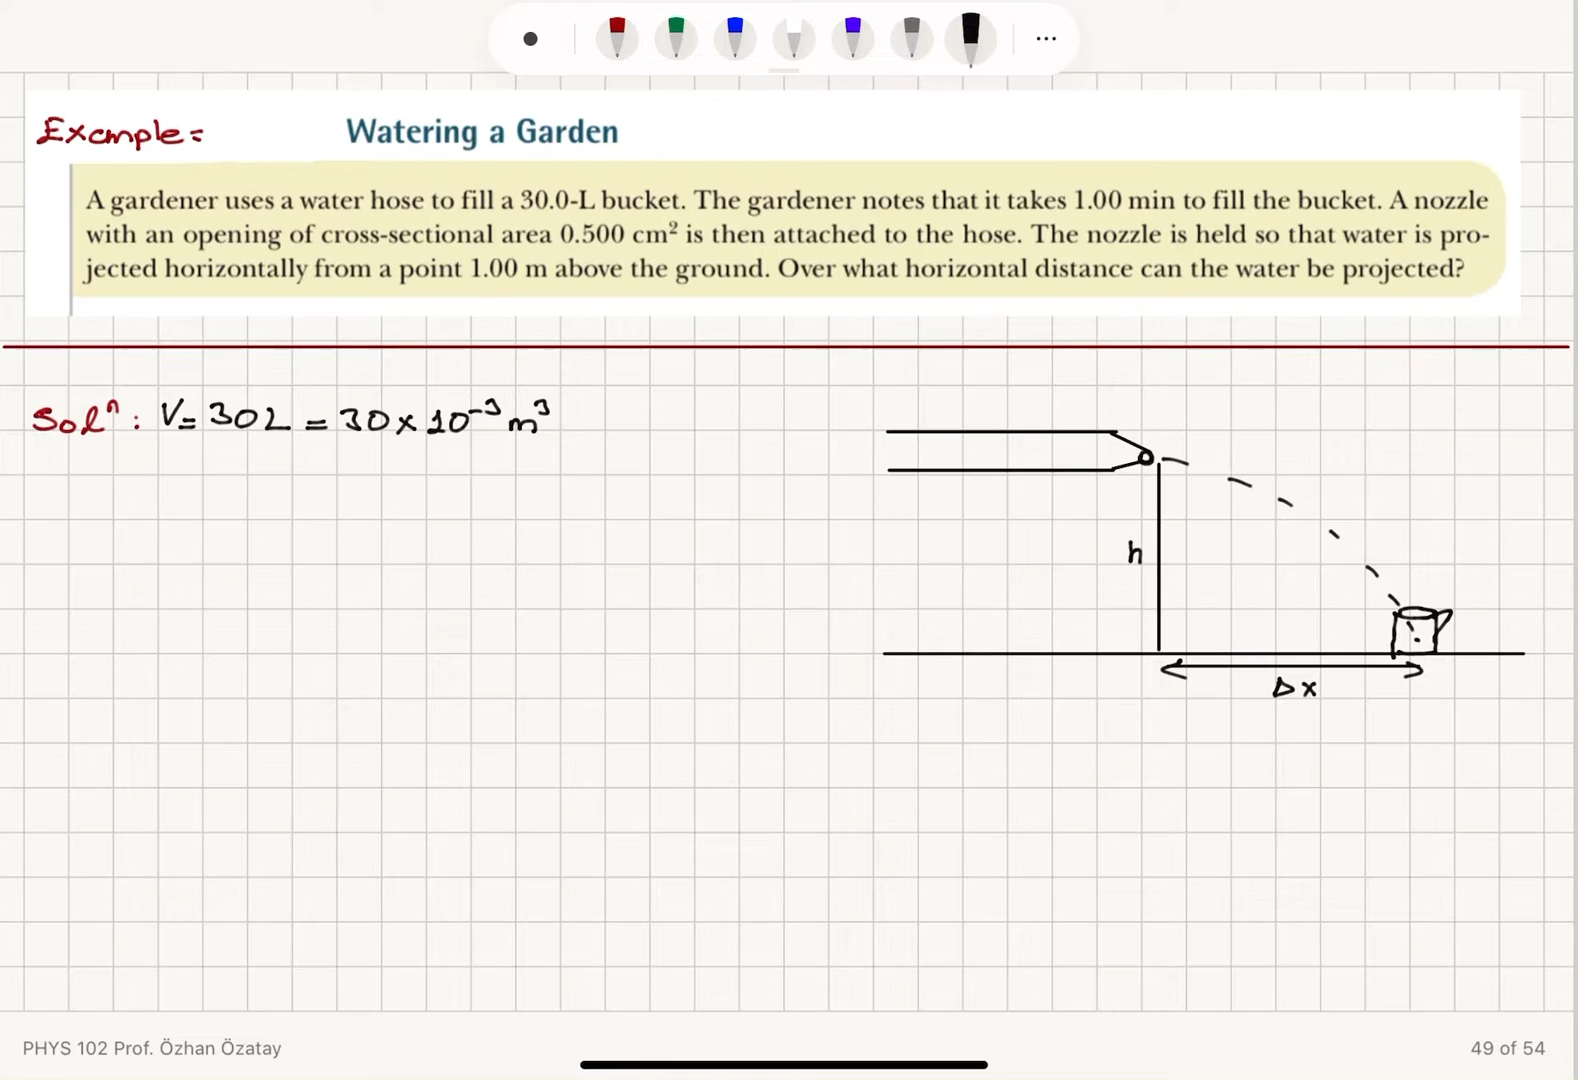 Example:
Watering a Garden
A gardener uses a water hose to fill a 30.0-L bucket. The gardener notes that it takes 1.00 min to fill the bucket. A nozzle
with an opening of cross-sectional area 0.500 cm² is then attached to the hose. The nozzle is held so that water is pro-
jected horizontally from a point 1.00 m above the ground. Over what horizontal distance can the water be projected?
Solⁿ: V = 30L = 30 x 10⁻³ m³
h
Δx
PHYS 102 Prof. Özhan Özatay
49 of 54